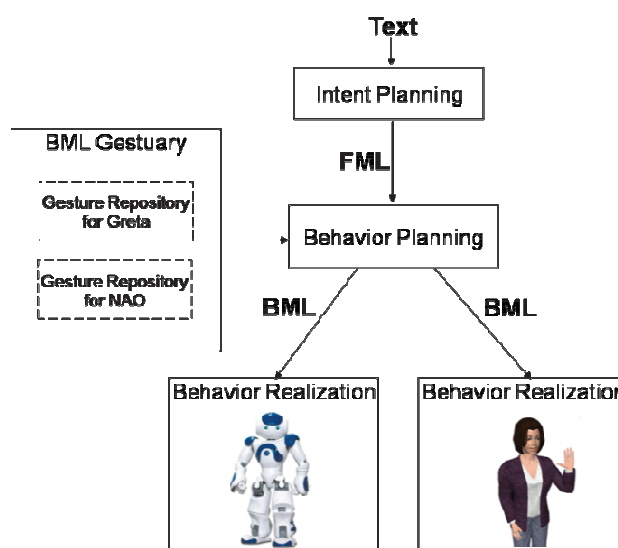 Text
Intent Planning
FML
BML Gestuary
Gesture Repository
for Greta
Behavior Planning
Gesture Repository
for NAO
BML
BML
Behavior Realization
Behavior Realization